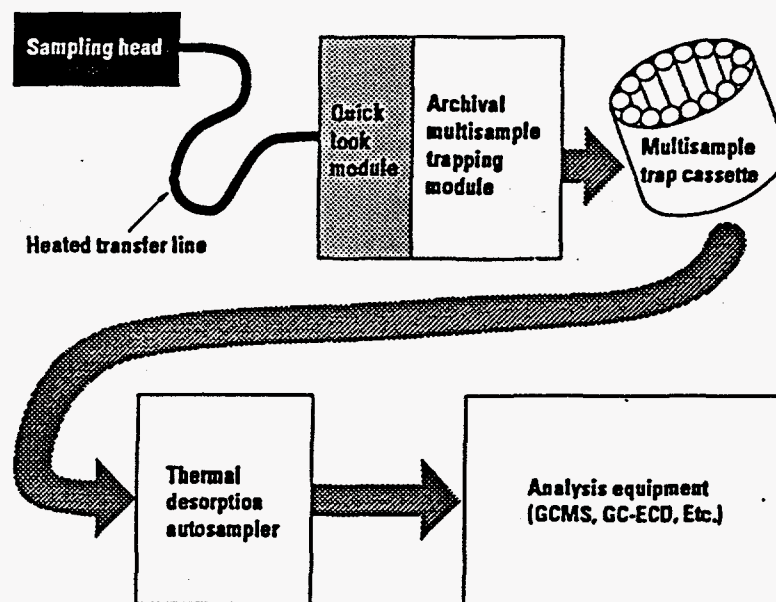 Sampling head
Quick
look
module
Archival
multisample
trapping
module
Multisample
trap cassette
Heated transfer line
Thermal
desorption
autosampler
Analysis equipment
(GCMS, GC-ECD, Etc.)